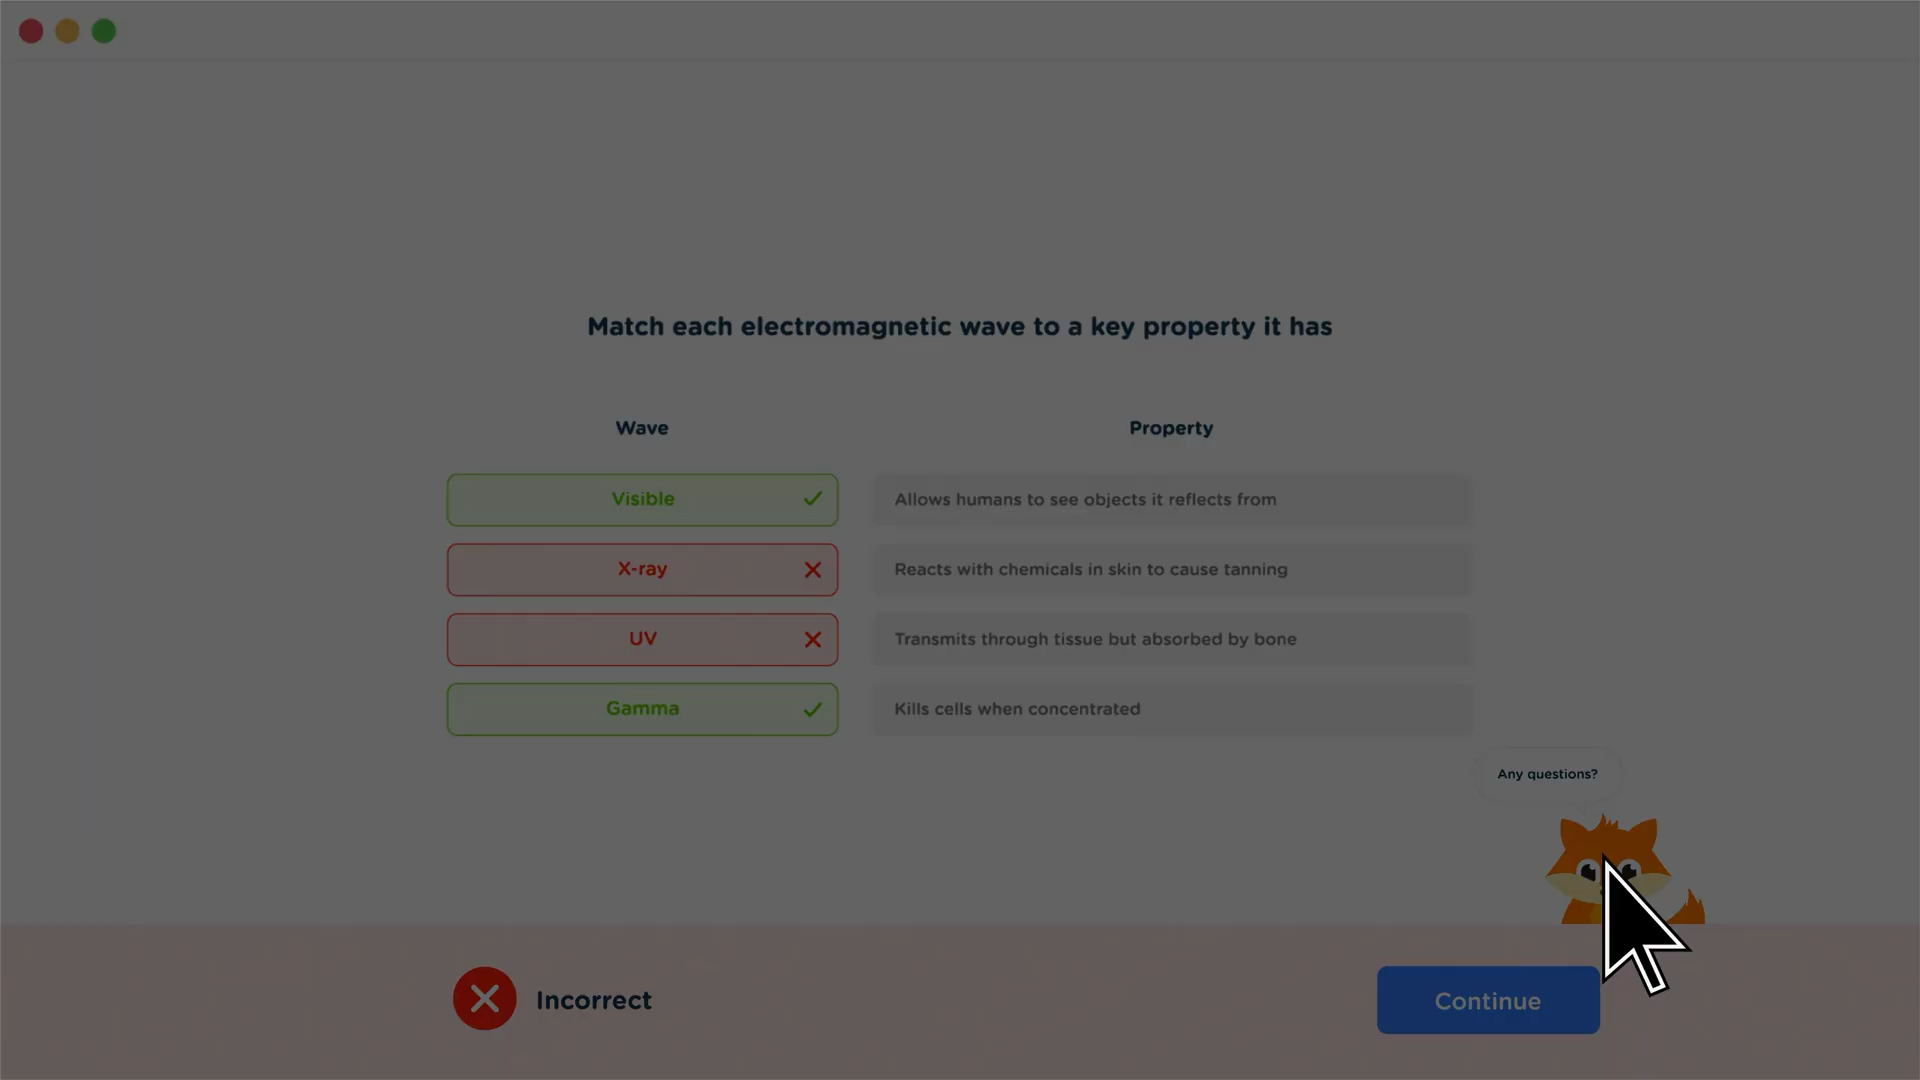 Match each electromagnetic wave to a key property it has
Wave
Property
Visible
Allows humans to see objects it reflects from
X-ray
Reacts with chemicals in skin to cause tanning
UV
Transmits through tissue but absorbed by bone
Gamma
Kills cells when concentrated
Any questions?
Incorrect
Continue